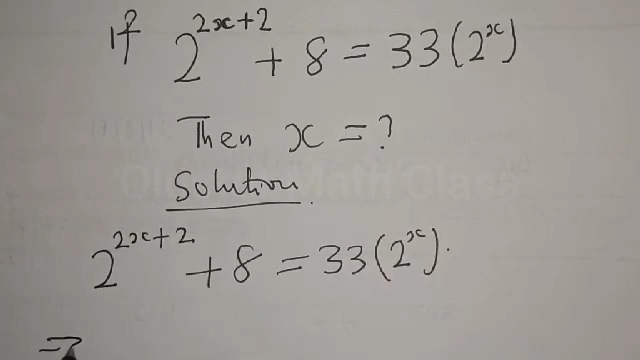 If 2^{2x+2} + 8 = 33(2^x)
Then x = ?
Solution.
2^{2x+2} + 8 = 33(2^x).
⇒